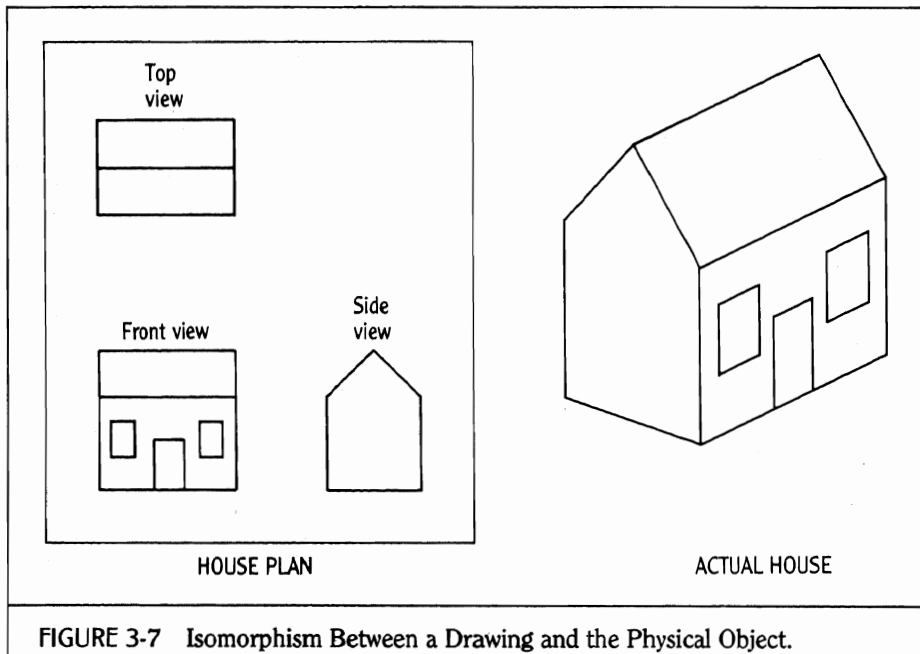 Top
view
Front view
Side
view
HOUSE PLAN
ACTUAL HOUSE
FIGURE 3-7 Isomorphism Between a Drawing and the Physical Object.